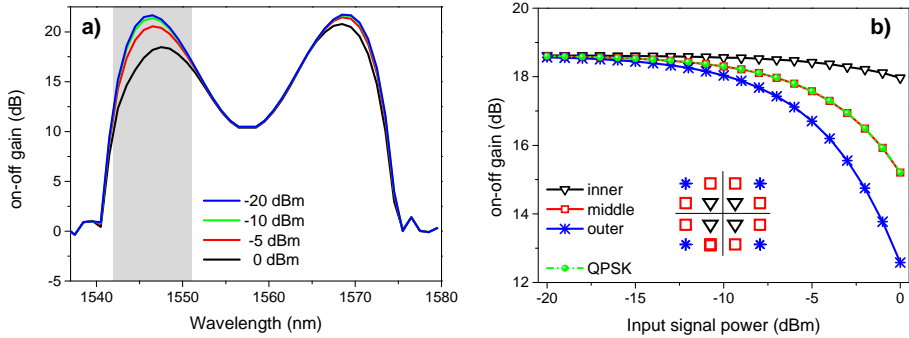 a)
on-off gain (dB)
20
15
10
5
0
-5
-20 dBm
-10 dBm
-5 dBm
0 dBm
1540
1550
1560
1570
1580
Wavelength (nm)
b)
on-off gain (dB)
20
18
16
14
12
inner
middle
outer
QPSK
-20
-15
-10
-5
-0
Input signal power (dBm)